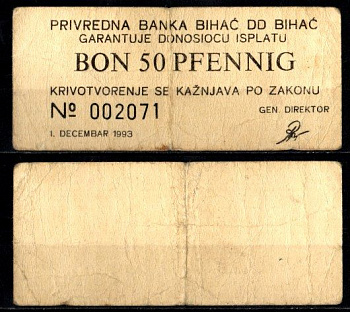 PRIVREDNA BANKA BIHAĆ DD BIHAĆ
GARANTUJE DONOSIOCU ISPLATU
BON 50 PFENNIG
KRIVOTVORENJE SE KAŽNJAVA PO ZAKONU
№ 002071 GEN. DIREKTOR
1. DECEMBAR 1993